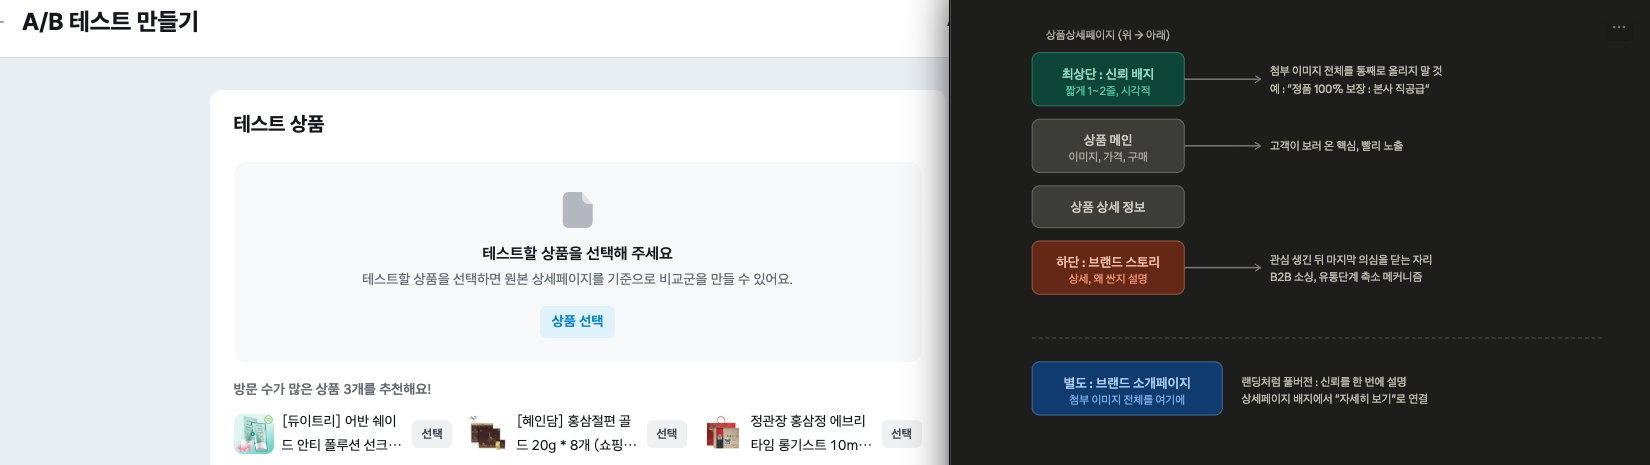 A/B 테스트 만들기
테스트 상품
테스트할 상품을 선택해 주세요
테스트할 상품을 선택하면 원본 상세페이지를 기준으로 비교군을 만들 수 있어요.
상품 선택
방문 수가 많은 상품 3개를 추천해요!
[듀이트리] 어반 쉐이
드 안티 폴루션 선크…
선택
[혜인담] 홍삼절편 골
드 20g * 8개 (쇼핑…
선택
정관장 홍삼정 에브리
타임 롱기스트 10m…
선택
상품상세페이지 (위 → 아래)
최상단 : 신뢰 배지
짧게 1~2줄, 시각적
첨부 이미지 전체를 통째로 올리지 말 것
예 : "정품 100% 보장 : 본사 직공급"
상품 메인
이미지, 가격, 구매
고객이 보러 온 핵심, 빨리 노출
상품 상세 정보
하단 : 브랜드 스토리
상세, 왜 싼지 설명
관심 생긴 뒤 마지막 의심을 닫는 자리
B2B 소싱, 유통단계 축소 메커니즘
별도 : 브랜드 소개페이지
첨부 이미지 전체를 여기에
랜딩처럼 풀버전 : 신뢰를 한 번에 설명
상세페이지 배지에서 "자세히 보기"로 연결